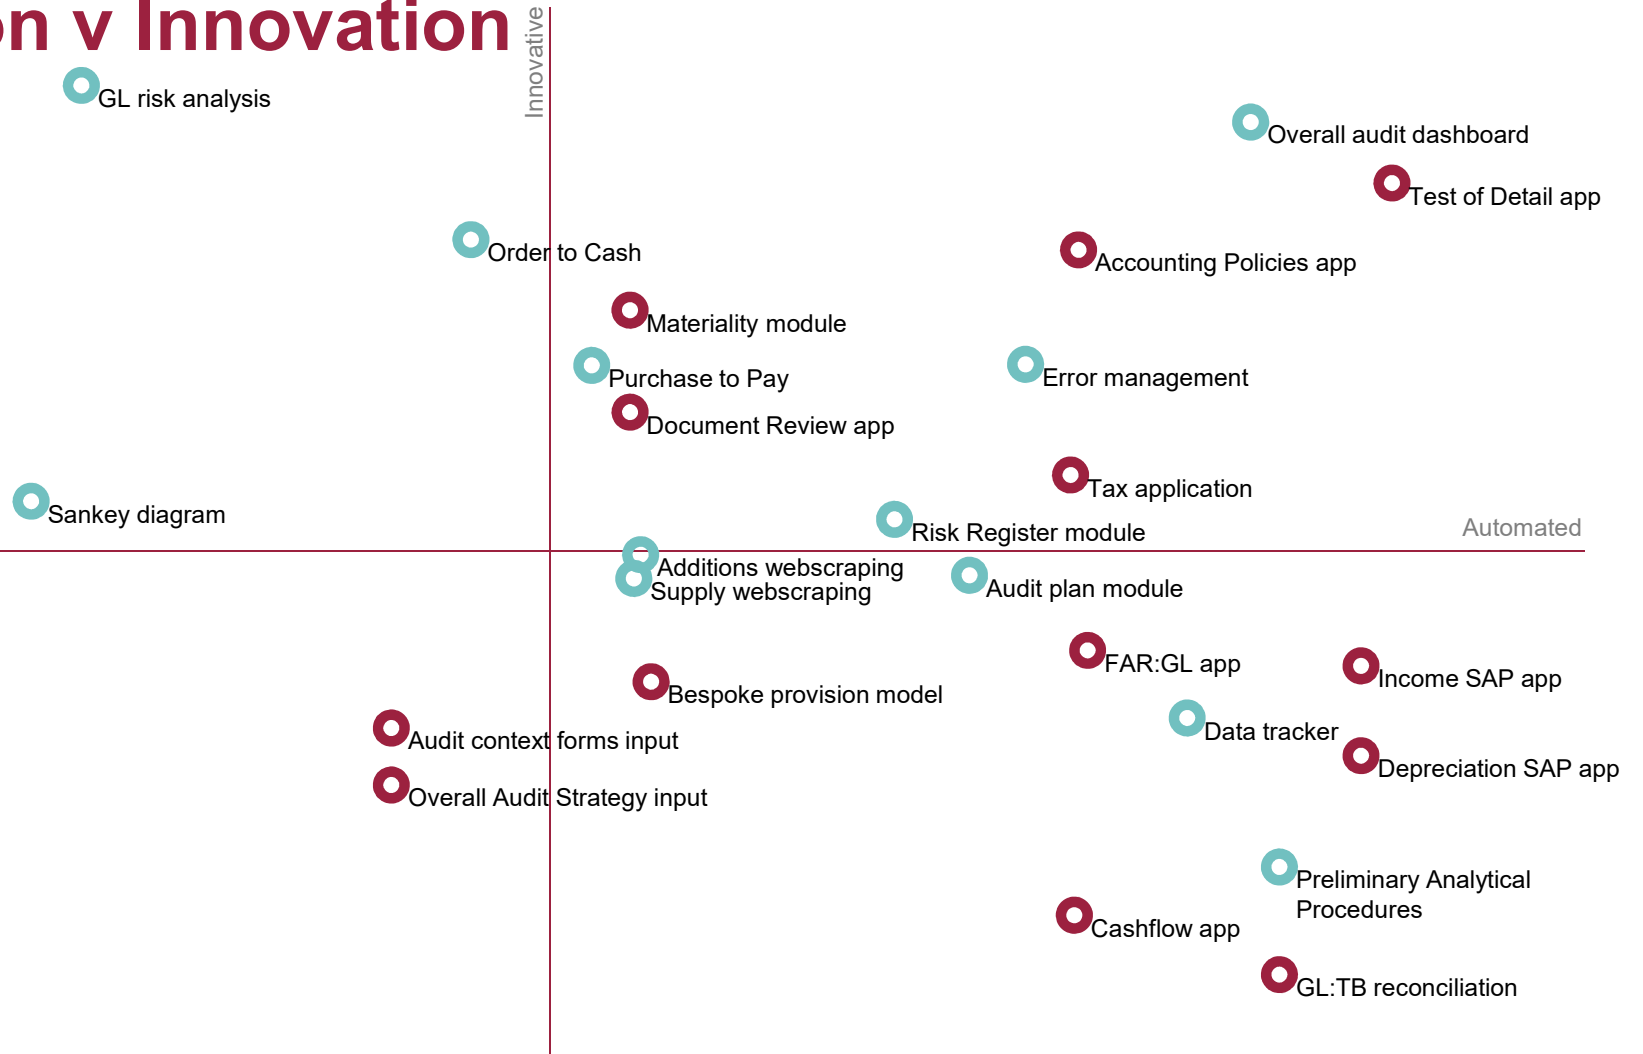 on v Innovation
Innovative
GL risk analysis
Overall audit dashboard
Test of Detail app
Order to Cash
Accounting Policies app
Materiality module
Purchase to Pay
Error management
Document Review app
Tax application
Sankey diagram
Risk Register module
Automated
Additions webscraping
Supply webscraping
Audit plan module
FAR:GL app
Income SAP app
Bespoke provision model
Data tracker
Audit context forms input
Depreciation SAP app
Overall Audit Strategy input
Preliminary Analytical
Procedures
Cashflow app
GL:TB reconciliation